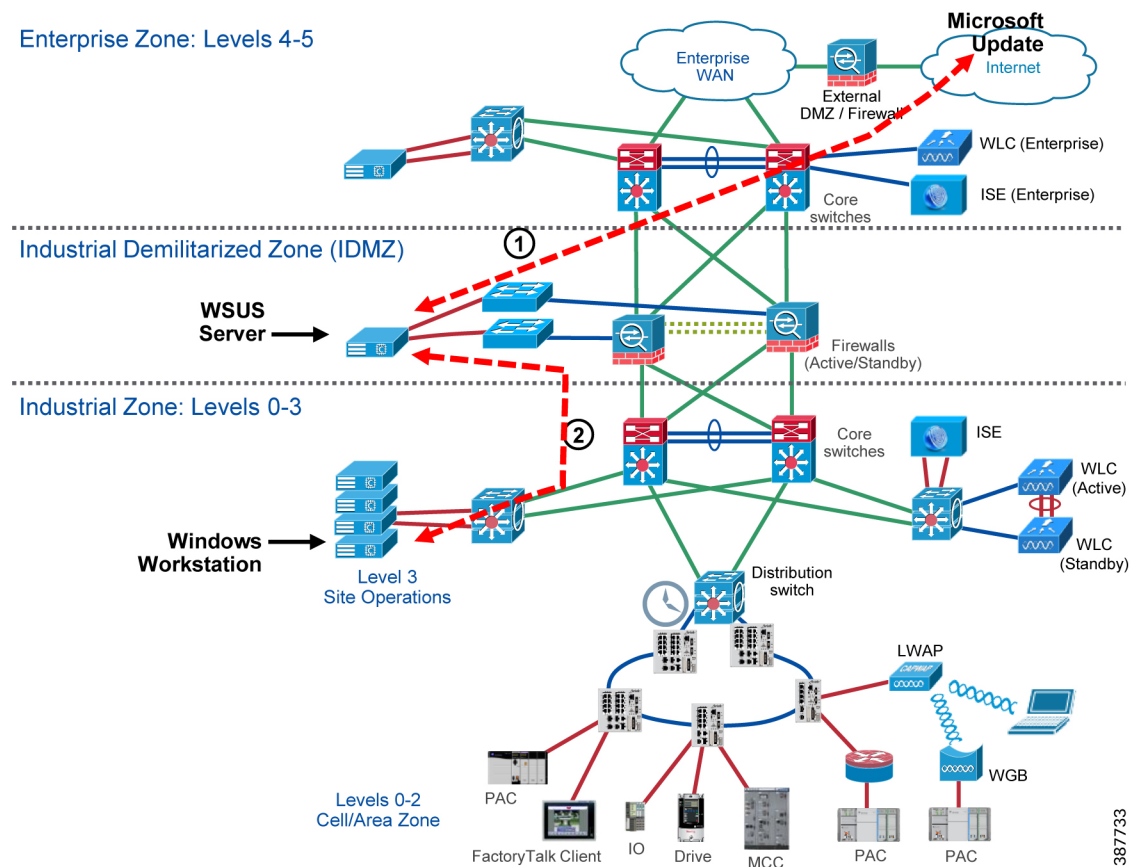 Enterprise Zone: Levels 4-5
Microsoft
Update
Internet
Enterprise
WAN
External
DMZ / Firewall
WLC (Enterprise)
ISE (Enterprise)
Core
switches
Industrial Demilitarized Zone (IDMZ)
1
WSUS
Server
Firewalls
(Active/Standby)
Industrial Zone: Levels 0-3
2
Core
switches
ISE
WLC
(Active)
WLC
(Standby)
Windows
Workstation
Level 3
Site Operations
Distribution
switch
LWAP
CAPWAP
WGB
PAC
Levels 0-2
Cell/Area Zone
FactoryTalk Client
IO
Drive
MCC
PAC
PAC
387733